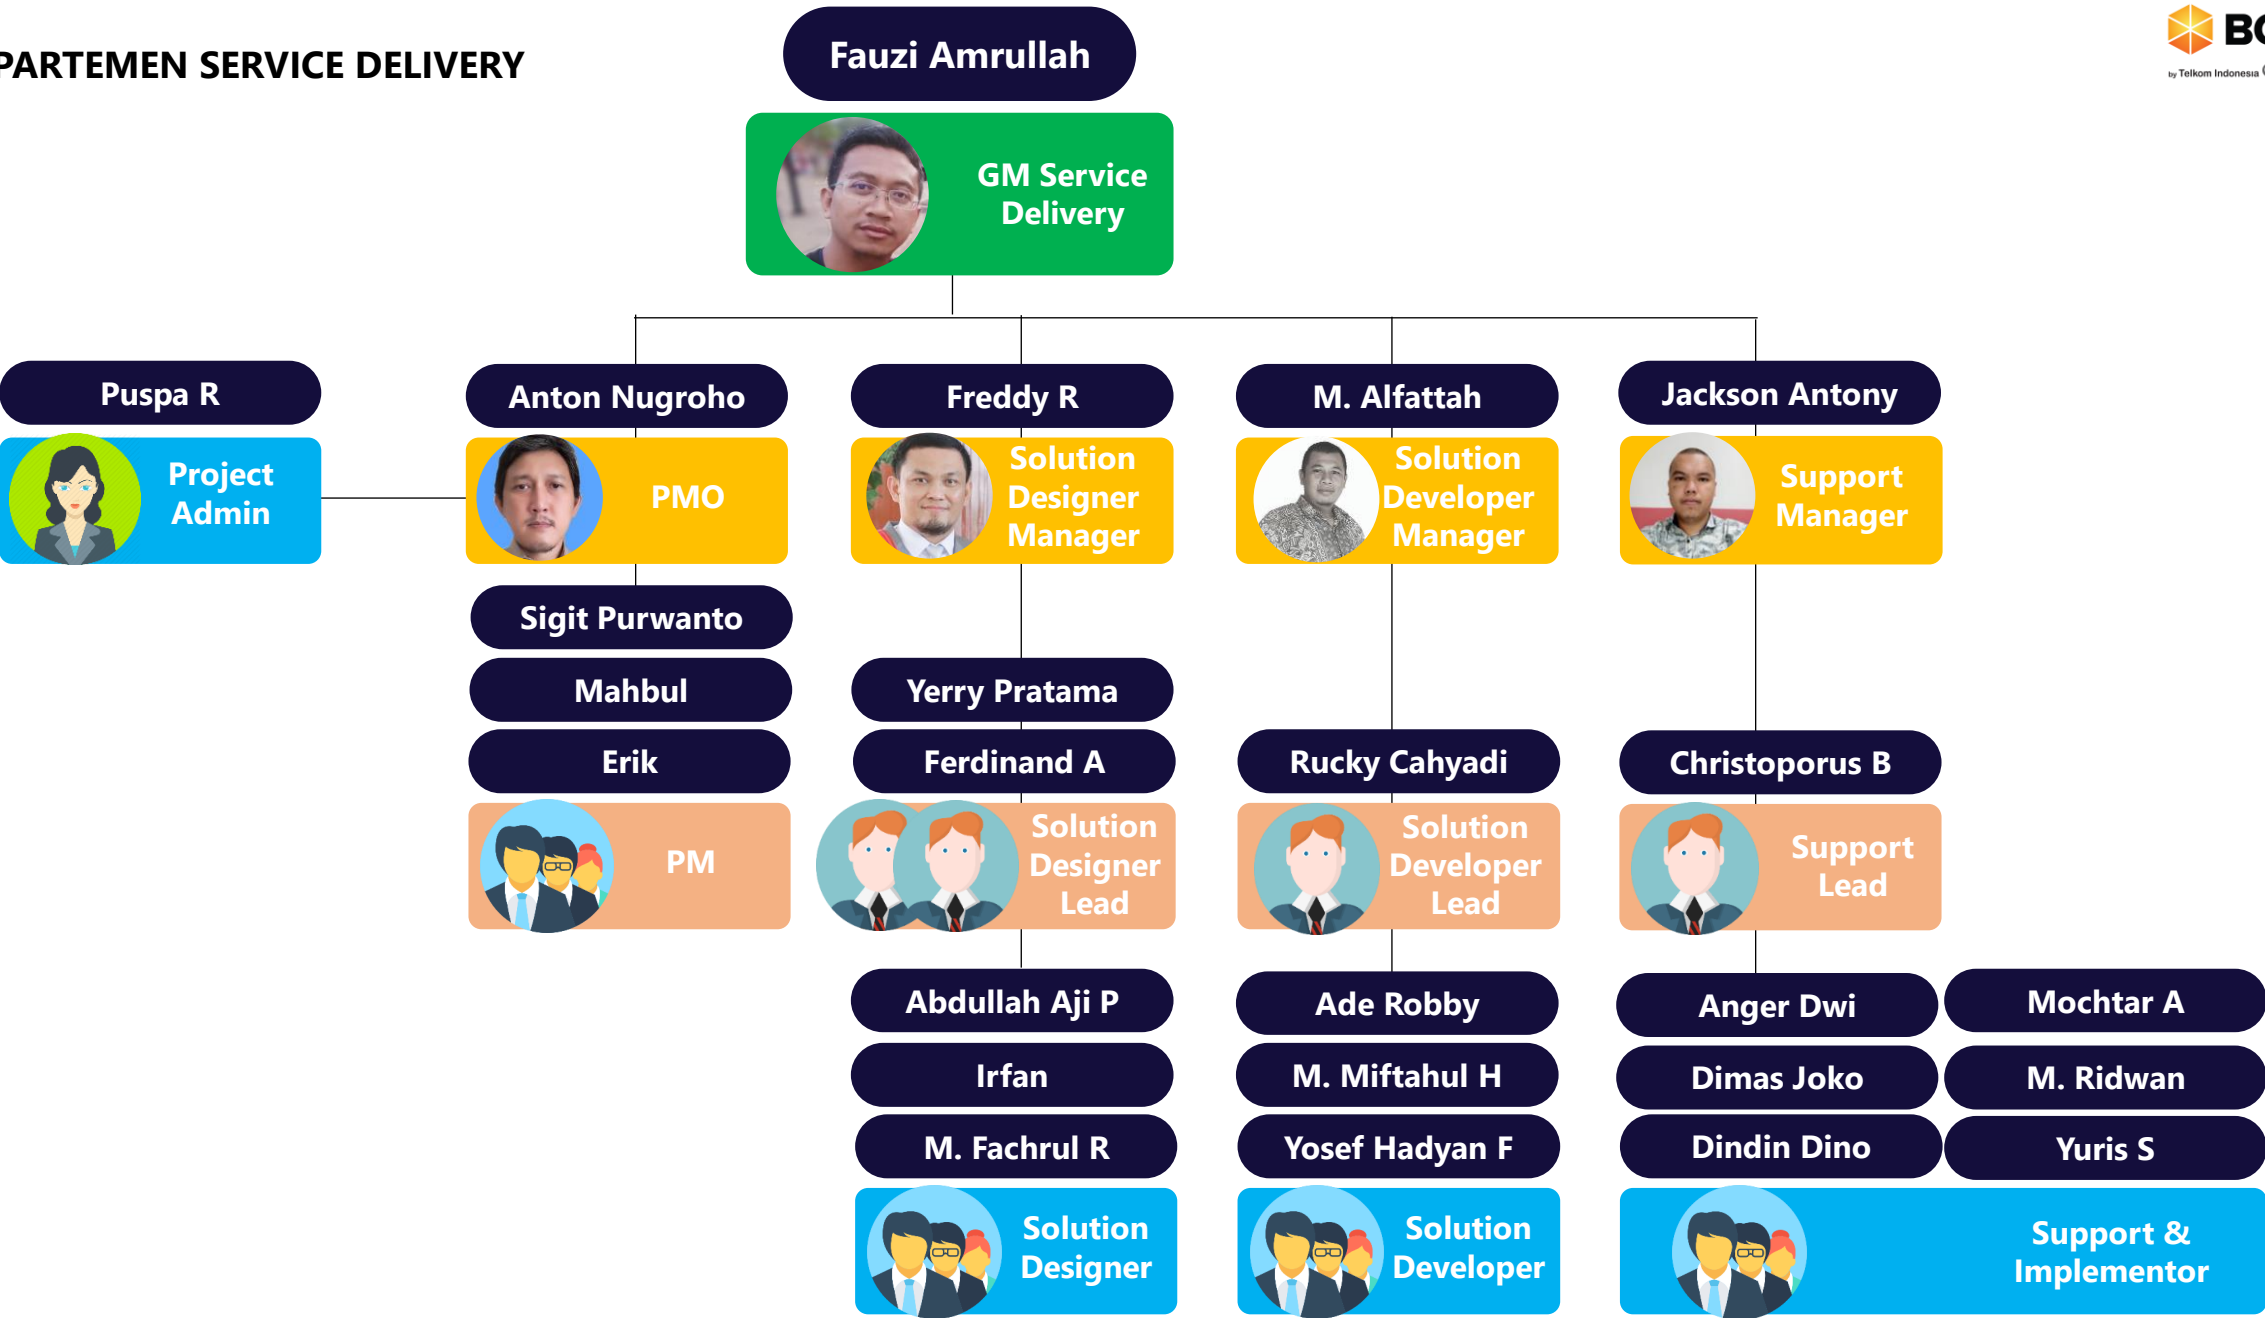 PARTEMEN SERVICE DELIVERY
Fauzi Amrullah
by Telkom Indonesia
GM Service
Delivery
Puspa R
Project
Admin
Anton Nugroho
PMO
Freddy R
Solution
Designer
Manager
M. Alfattah
Solution
Developer
Manager
Jackson Antony
Support
Manager
Sigit Purwanto
Mahbul
Erik
PM
Yerry Pratama
Ferdinand A
Solution
Designer
Lead
Rucky Cahyadi
Solution
Developer
Lead
Christoporus B
Support
Lead
Abdullah Aji P
Irfan
M. Fachrul R
Solution
Designer
Ade Robby
M. Miftahul H
Yosef Hadyan F
Solution
Developer
Anger Dwi
Mochtar A
Dimas Joko
M. Ridwan
Dindin Dino
Yuris S
Support &
Implementor